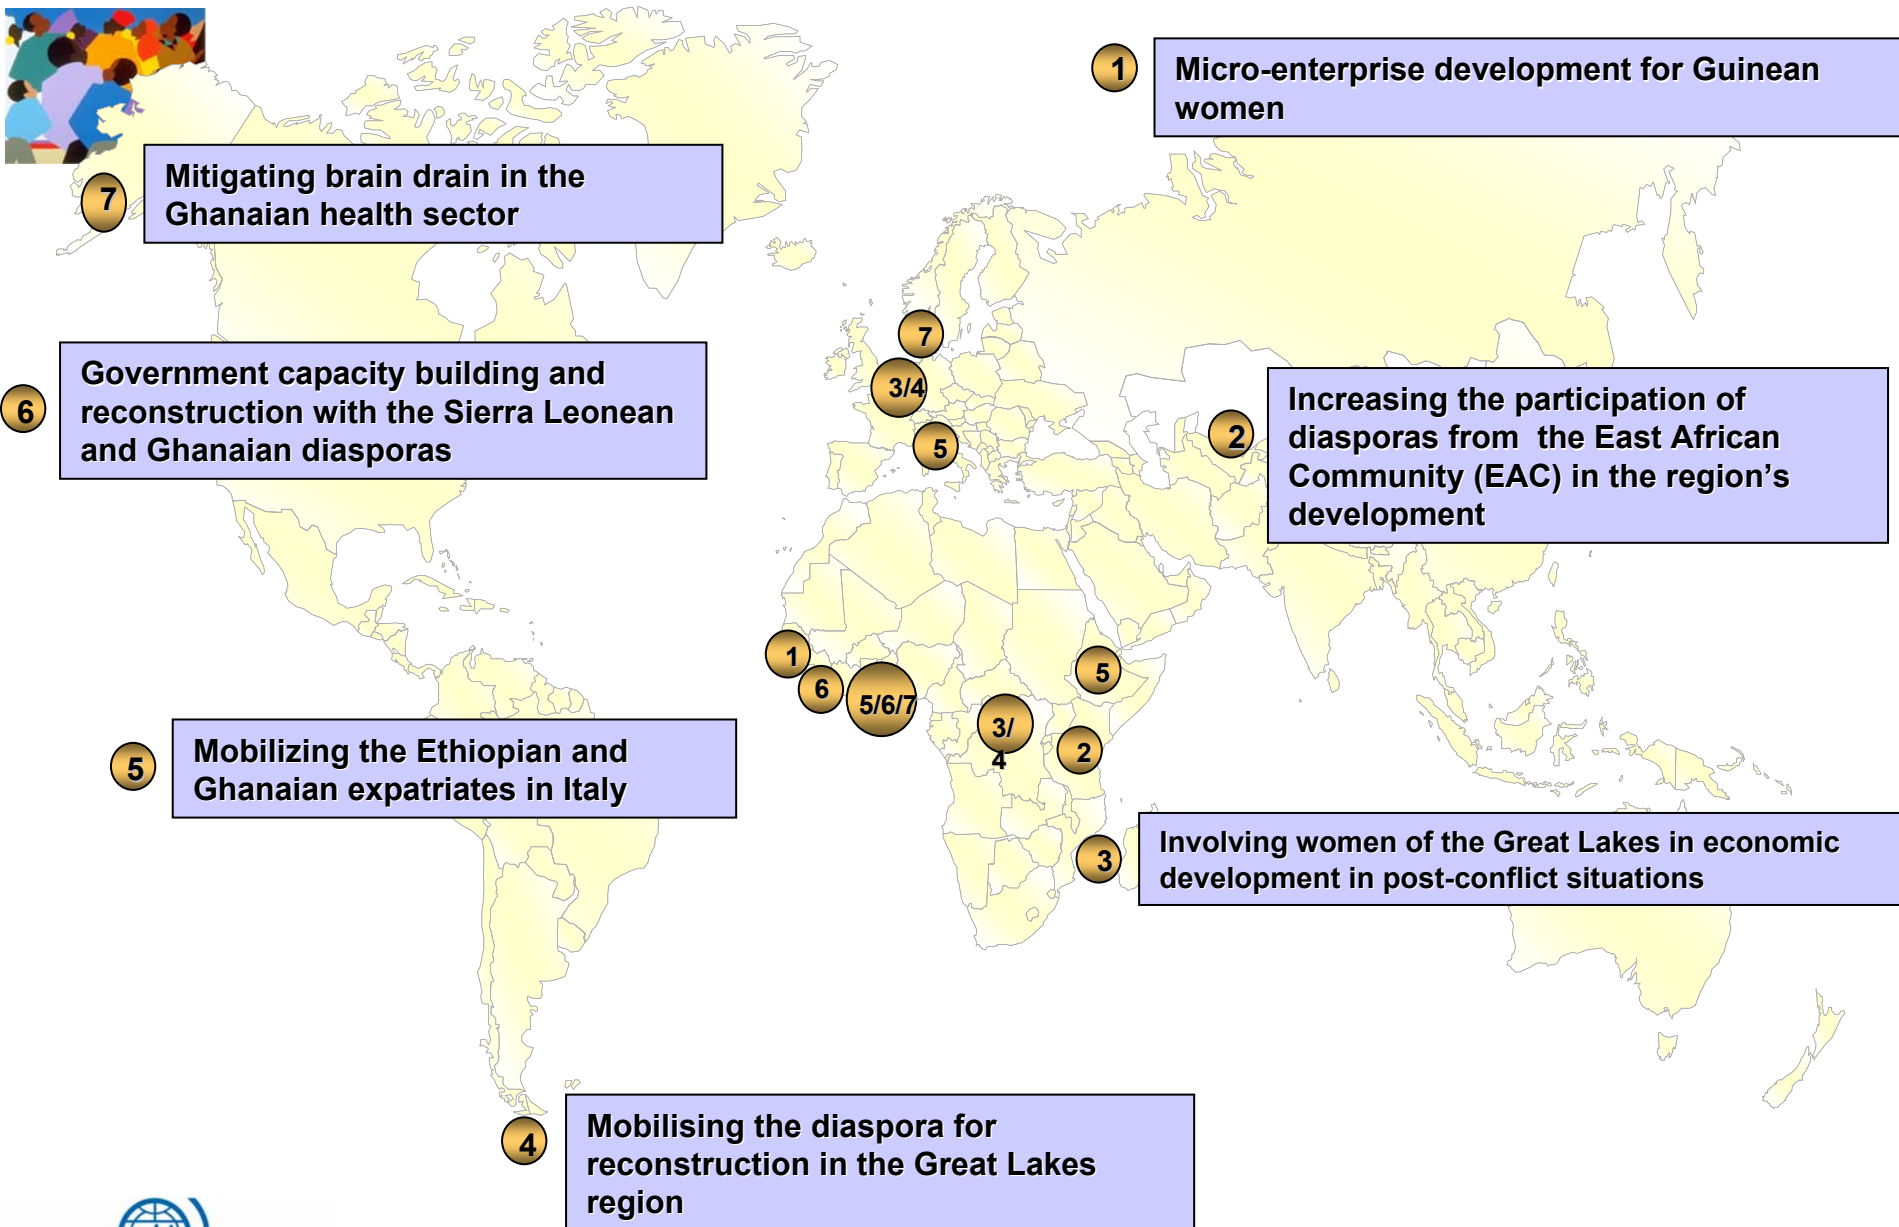 1
Micro-enterprise development for Guinean
women
7
Mitigating brain drain in the
Ghanaian health sector
6
Government capacity building and
reconstruction with the Sierra Leonean
and Ghanaian diasporas
7
3/4
5
2
Increasing the participation of
diasporas from the East African
Community (EAC) in the region’s
development
1
6
5/6/7
5
3/
4
2
5
Mobilizing the Ethiopian and
Ghanaian expatriates in Italy
3
Involving women of the Great Lakes in economic
development in post-conflict situations
4
Mobilising the diaspora for
reconstruction in the Great Lakes
region